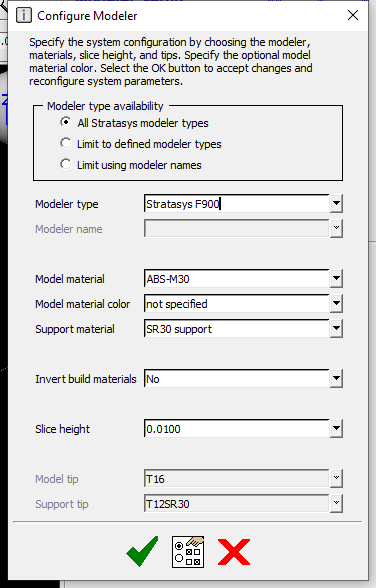 Configure Modeler
Specify the system configuration by choosing the modeler,
materials, slice height, and tips. Specify the optional model
material color. Select the OK button to accept changes and
reconfigure system parameters.
Modeler type availability
All Stratasys modeler types
Limit to defined modeler types
Limit using modeler names
Modeler type Stratasys F900
Modeler name
Model material ABS-M30
Model material color not specified
Support material SR30 support
Invert build materials No
Slice height 0.0100
Model tip T16
Support tip T12SR30